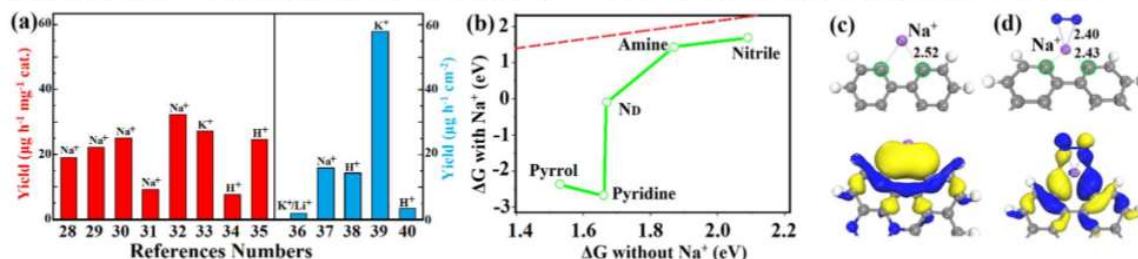 (a)
Yield (µg h⁻¹ mg⁻¹ cat.)
60
40
20
0
Na⁺ Na⁺ Na⁺ Na⁺ Na⁺ K⁺ H⁺ H⁺ K⁺/Li⁺ Na⁺ H⁺ K⁺ H⁺
28 29 30 31 32 33 34 35 36 37 38 39 40
References Numbers
60
40
20
0
Yield (µg h⁻¹ cm⁻²)
(b)
ΔG with Na⁺ (eV)
2
1
0
-1
-2
-3
Amine
Nitrile
N_D
Pyrrol
Pyridine
1.4 1.6 1.8 2.0 2.2
ΔG without Na⁺ (eV)
(c)
Na⁺
2.52
(d)
2.40
Na⁺
2.43